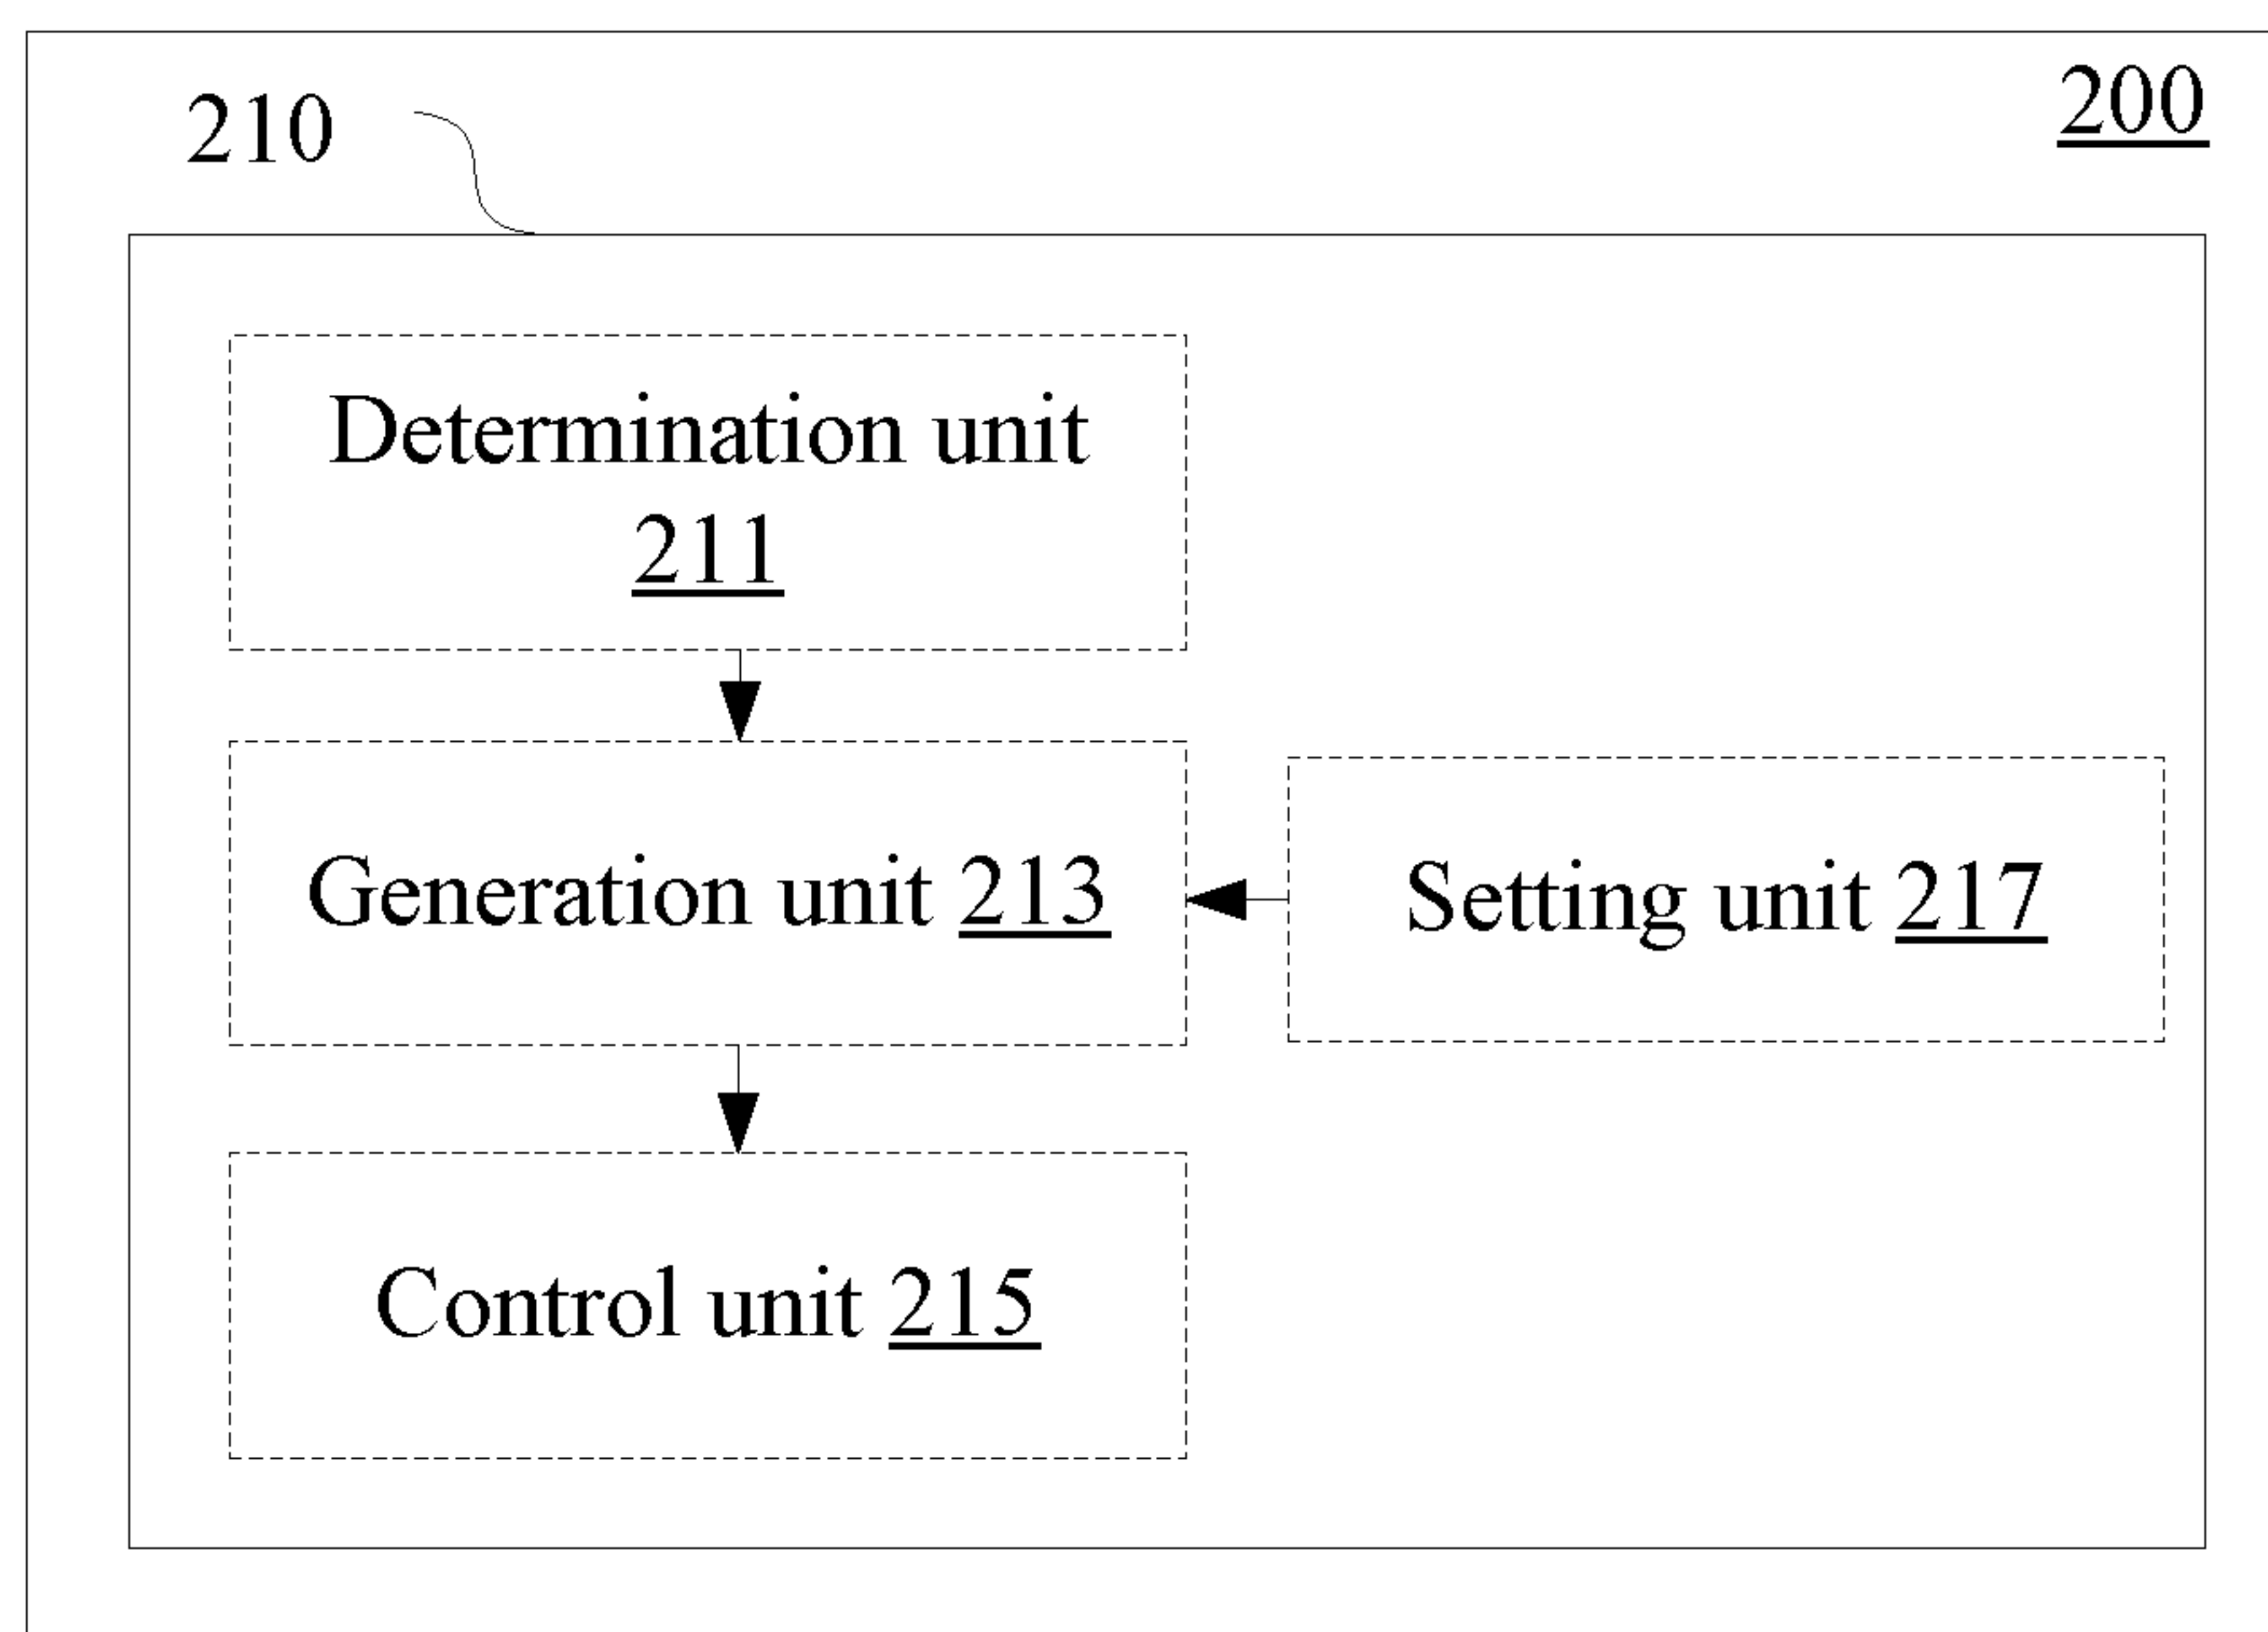 200
210
Determination unit
211
Generation unit 213
Setting unit 217
Control unit 215